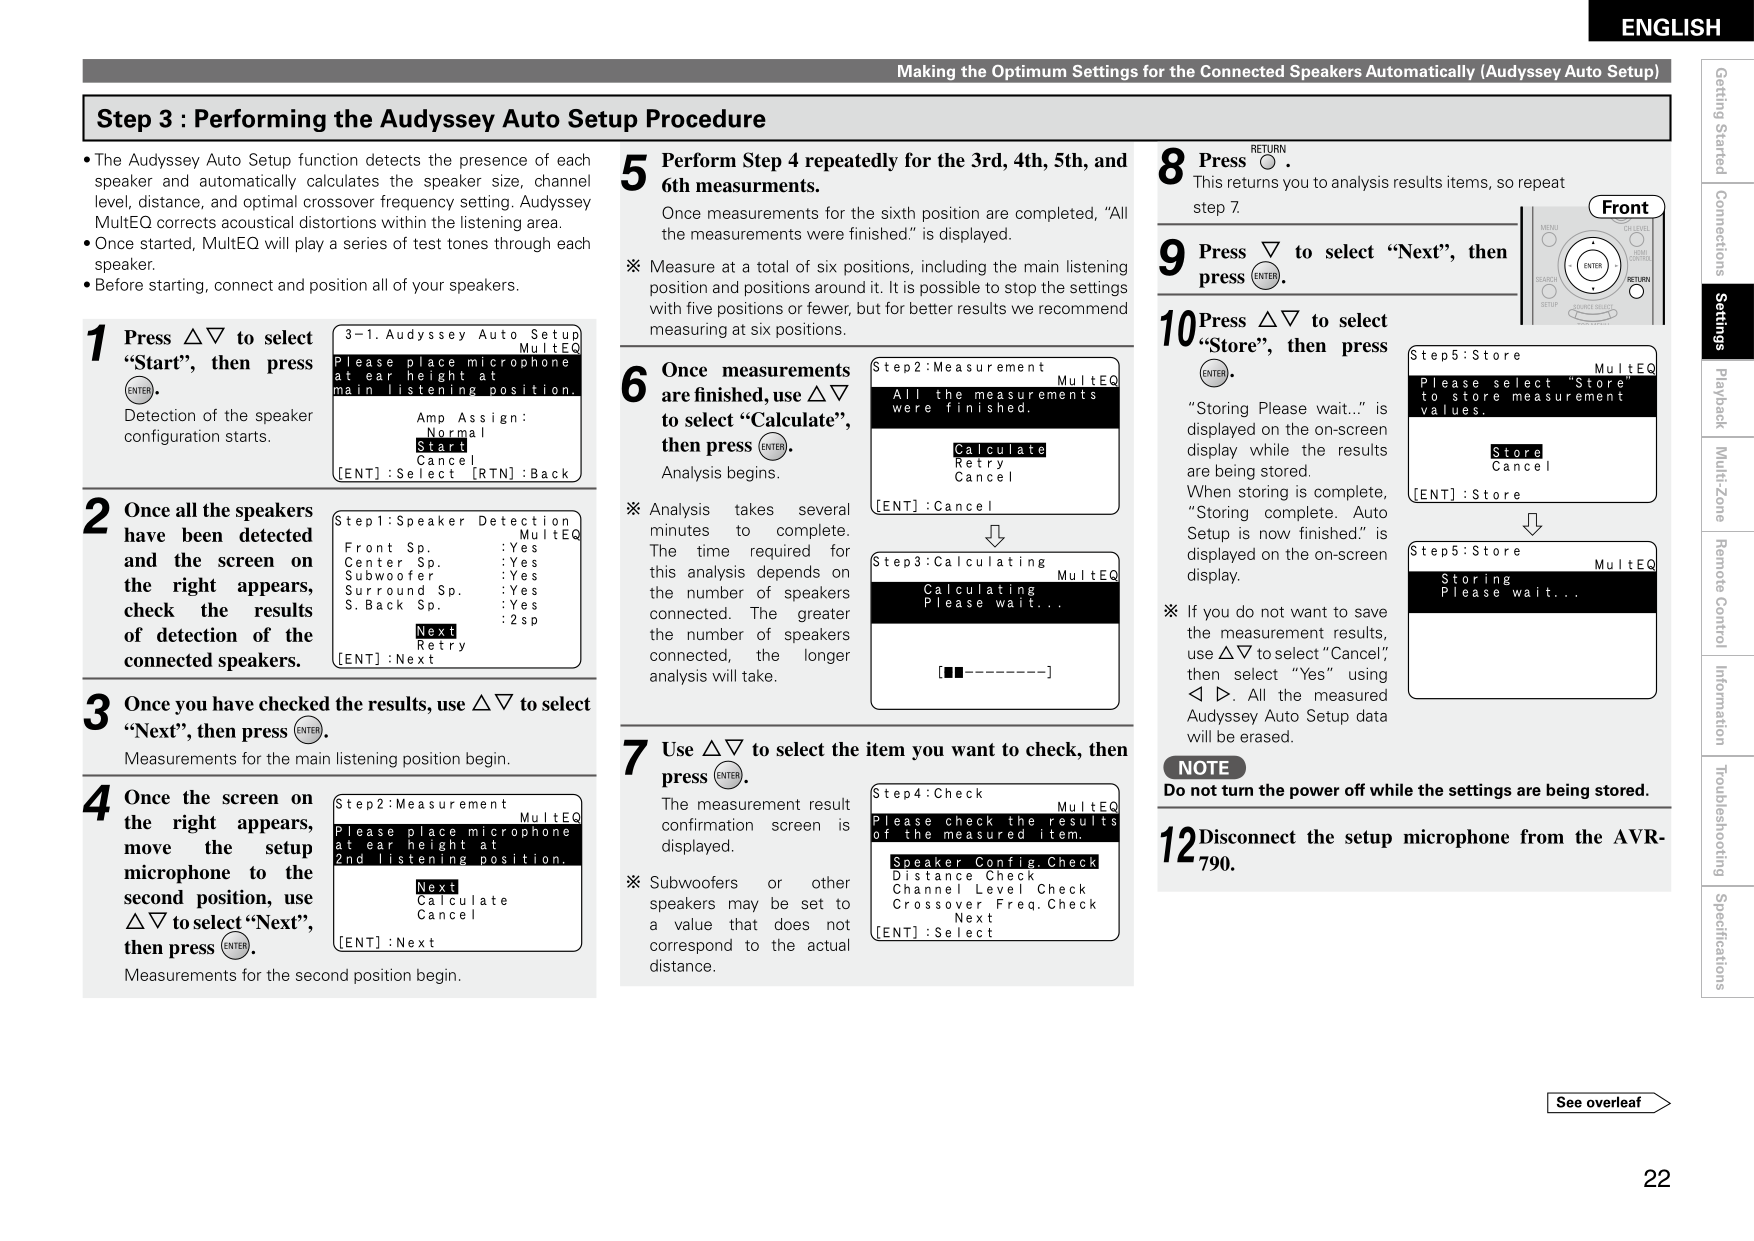 ENGLISH
Making the Optimum Settings for the Connected Speakers Automatically (Audyssey Auto Setup)
Step 3 : Performing the Audyssey Auto Setup Procedure
• The Audyssey Auto Setup function detects the presence of each
speaker and automatically calculates the speaker size, channel
level, distance, and optimal crossover frequency setting. Audyssey
MultEQ corrects acoustical distortions within the listening area.
• Once started, MultEQ will play a series of test tones through each
speaker.
• Before starting, connect and position all of your speakers.
1 Press △▽ to select
“Start”, then press
ENTER.
Detection of the speaker
configuration starts.
3-1. Audyssey Auto Setup
MultEQ
Please place microphone
at ear height at
main listening position.
Amp Assign:
Normal
Start
Cancel
[ENT]:Select [RTN]:Back
2 Once all the speakers
have been detected
and the screen on
the right appears,
check the results
of detection of the
connected speakers.
Step1:Speaker Detection
MultEQ
Front Sp. :Yes
Center Sp. :Yes
Subwoofer :Yes
Surround Sp. :Yes
S.Back Sp. :Yes
:2sp
Next
Retry
[ENT]:Next
3 Once you have checked the results, use △▽ to select
“Next”, then press ENTER.
Measurements for the main listening position begin.
4 Once the screen on
the right appears,
move the setup
microphone to the
second position, use
△▽ to select “Next”,
then press ENTER.
Measurements for the second position begin.
Step2:Measurement
MultEQ
Please place microphone
at ear height at
2nd listening position.
Next
Calculate
Cancel
[ENT]:Next
5 Perform Step 4 repeatedly for the 3rd, 4th, 5th, and
6th measurments.
Once measurements for the sixth position are completed, “All
the measurements were finished.” is displayed.
※ Measure at a total of six positions, including the main listening
position and positions around it. It is possible to stop the settings
with five positions or fewer, but for better results we recommend
measuring at six positions.
6 Once measurements
are finished, use △▽
to select “Calculate”,
then press ENTER.
Analysis begins.
※ Analysis takes several
minutes to complete.
The time required for
this analysis depends on
the number of speakers
connected. The greater
the number of speakers
connected, the longer
analysis will take.
Step2:Measurement
MultEQ
All the measurements
were finished.
Calculate
Retry
Cancel
[ENT]:Cancel
Step3:Calculating
MultEQ
Calculating
Please wait...
[■■--------]
7 Use △▽ to select the item you want to check, then
press ENTER.
The measurement result
confirmation screen is
displayed.
※ Subwoofers or other
speakers may be set to
a value that does not
correspond to the actual
distance.
Step4:Check
MultEQ
Please check the results
of the measured item.
Speaker Config.Check
Distance Check
Channel Level Check
Crossover Freq.Check
Next
[ENT]:Select
RETURN
8 Press ○.
This returns you to analysis results items, so repeat
step 7.
9 Press ▽ to select “Next”, then
press ENTER.
Front
MENU
CH LEVEL
HDMI
CONTROL
ENTER
SEARCH
RETURN
SETUP
SOURCE SELECT
10 Press △▽ to select
“Store”, then press
ENTER.
“Storing Please wait...” is
displayed on the on-screen
display while the results
are being stored.
When storing is complete,
“Storing complete. Auto
Setup is now finished.” is
displayed on the on-screen
display.
※ If you do not want to save
the measurement results,
use △▽ to select “Cancel”,
then select “Yes” using
◁ ▷. All the measured
Audyssey Auto Setup data
will be erased.
Step5:Store
MultEQ
Please select “Store”
to store measurement
values.
Store
Cancel
[ENT]:Store
Step5:Store
MultEQ
Storing
Please wait...
NOTE
Do not turn the power off while the settings are being stored.
12 Disconnect the setup microphone from the AVR-
790.
See overleaf
22
Getting Started
Connections
Settings
Playback
Multi-Zone
Remote Control
Information
Troubleshooting
Specifications